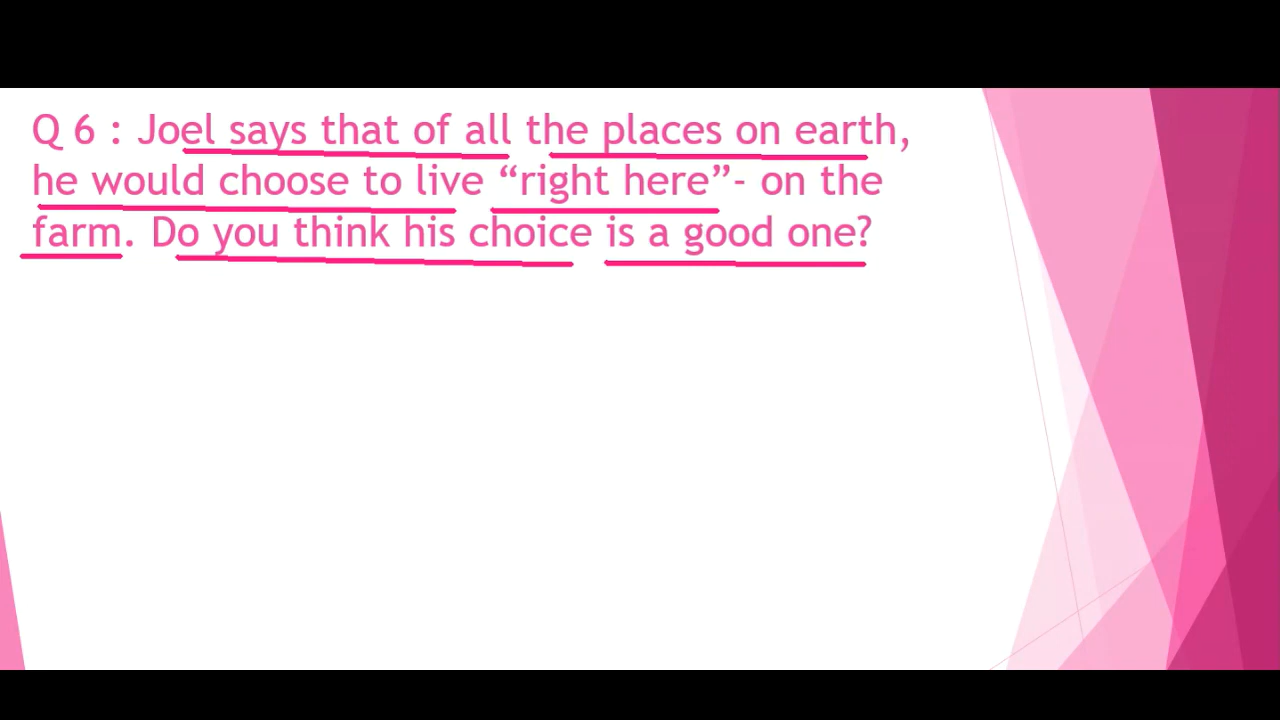 Q 6 : Joel says that of all the places on earth,
he would choose to live “right here”- on the
farm. Do you think his choice is a good one?